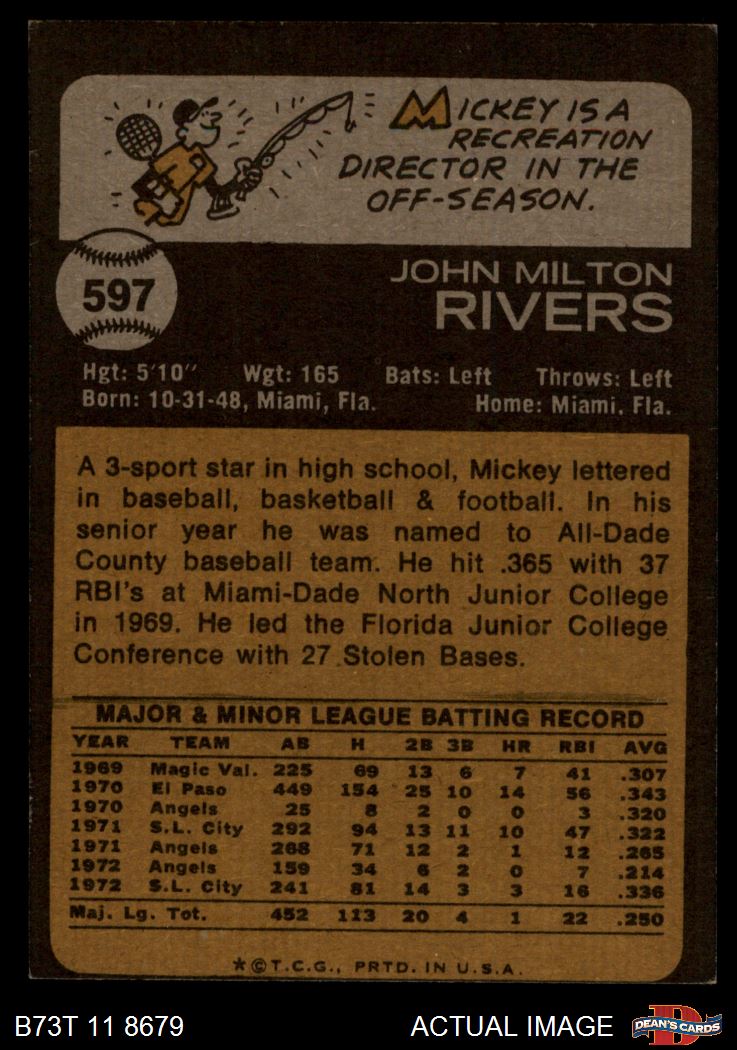 MICKEY IS A
RECREATION
DIRECTOR IN THE
OFF-SEASON.
597
JOHN MILTON
RIVERS
Hgt: 5'10" Wgt: 165 Bats: Left Throws: Left
Born: 10-31-48, Miami, Fla. Home: Miami, Fla.
A 3-sport star in high school, Mickey lettered
in baseball, basketball & football. In his
senior year he was named to All-Dade
County baseball team. He hit .365 with 37
RBI's at Miami-Dade North Junior College
in 1969. He led the Florida Junior College
Conference with 27 Stolen Bases.
MAJOR & MINOR LEAGUE BATTING RECORD
YEAR TEAM AB H 2B 3B HR RBI AVG
1969 Magic Val. 225 69 13 6 7 41 .307
1970 El Paso 449 154 25 10 14 56 .343
1970 Angels 25 8 2 0 0 3 .320
1971 S.L. City 292 94 13 11 10 47 .322
1971 Angels 268 71 12 2 1 12 .265
1972 Angels 159 34 6 2 0 7 .214
1972 S.L. City 241 81 14 3 3 16 .336
Maj. Lg. Tot. 452 113 20 4 1 22 .250
*©T.C.G., PRTD. IN U.S.A.
B73T 11 8679 ACTUAL IMAGE DEAN'S CARDS